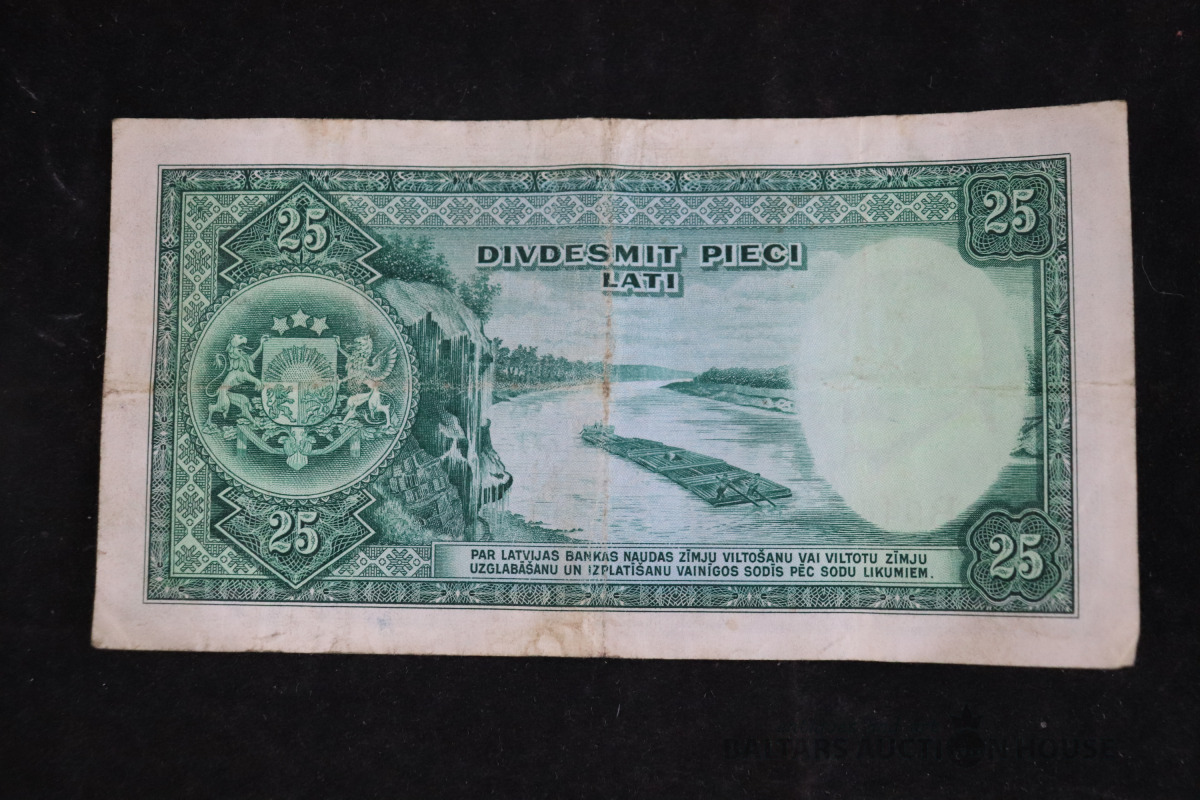 25
25
DIVDESMIT PIECI
LATI
25
25
PAR LATVIJAS BANKAS NAUDAS ZĪMJU VILTOŠANU VAI VILTOTU ZĪMJU
UZGLABĀŠANU UN IZPLATĪŠANU VAINĪGOS SODĪS PĒC SODU LIKUMIEM.
BALTARS AUCTION HOUSE